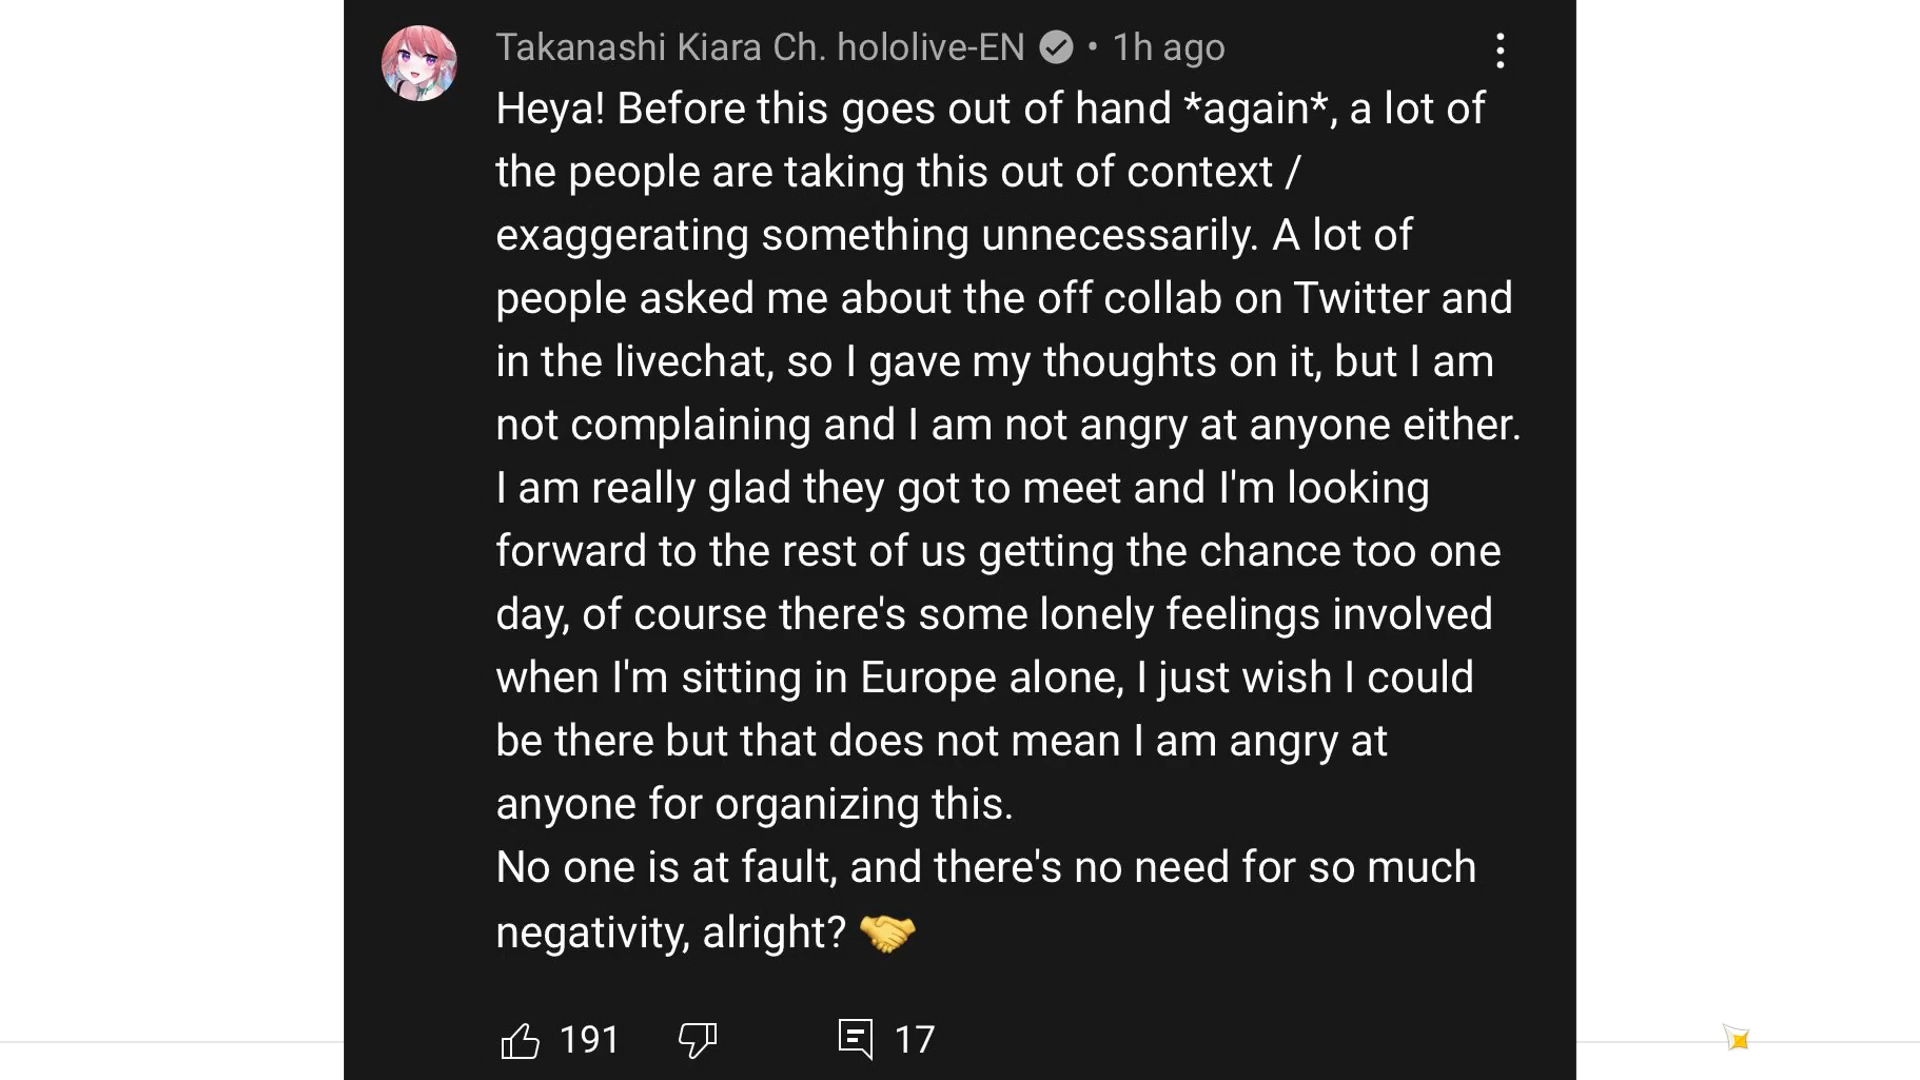 Takanashi Kiara Ch. hololive-EN • 1h ago
Heya! Before this goes out of hand *again*, a lot of
the people are taking this out of context /
exaggerating something unnecessarily. A lot of
people asked me about the off collab on Twitter and
in the livechat, so I gave my thoughts on it, but I am
not complaining and I am not angry at anyone either.
I am really glad they got to meet and I'm looking
forward to the rest of us getting the chance too one
day, of course there's some lonely feelings involved
when I'm sitting in Europe alone, I just wish I could
be there but that does not mean I am angry at
anyone for organizing this.
No one is at fault, and there's no need for so much
negativity, alright? 🤝
191 17